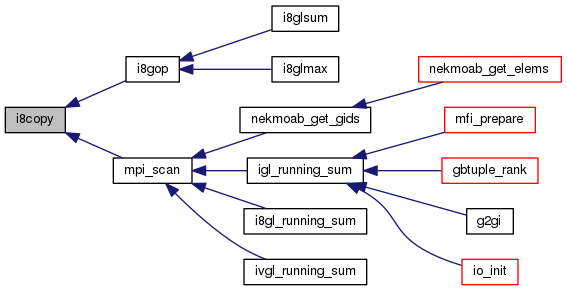 i8glsum
i8gop
i8glmax
nekmoab_get_elems
i8copy
nekmoab_get_gids
mfi_prepare
mpi_scan
igl_running_sum
gbtuple_rank
i8gl_running_sum
g2gi
ivgl_running_sum
io_init